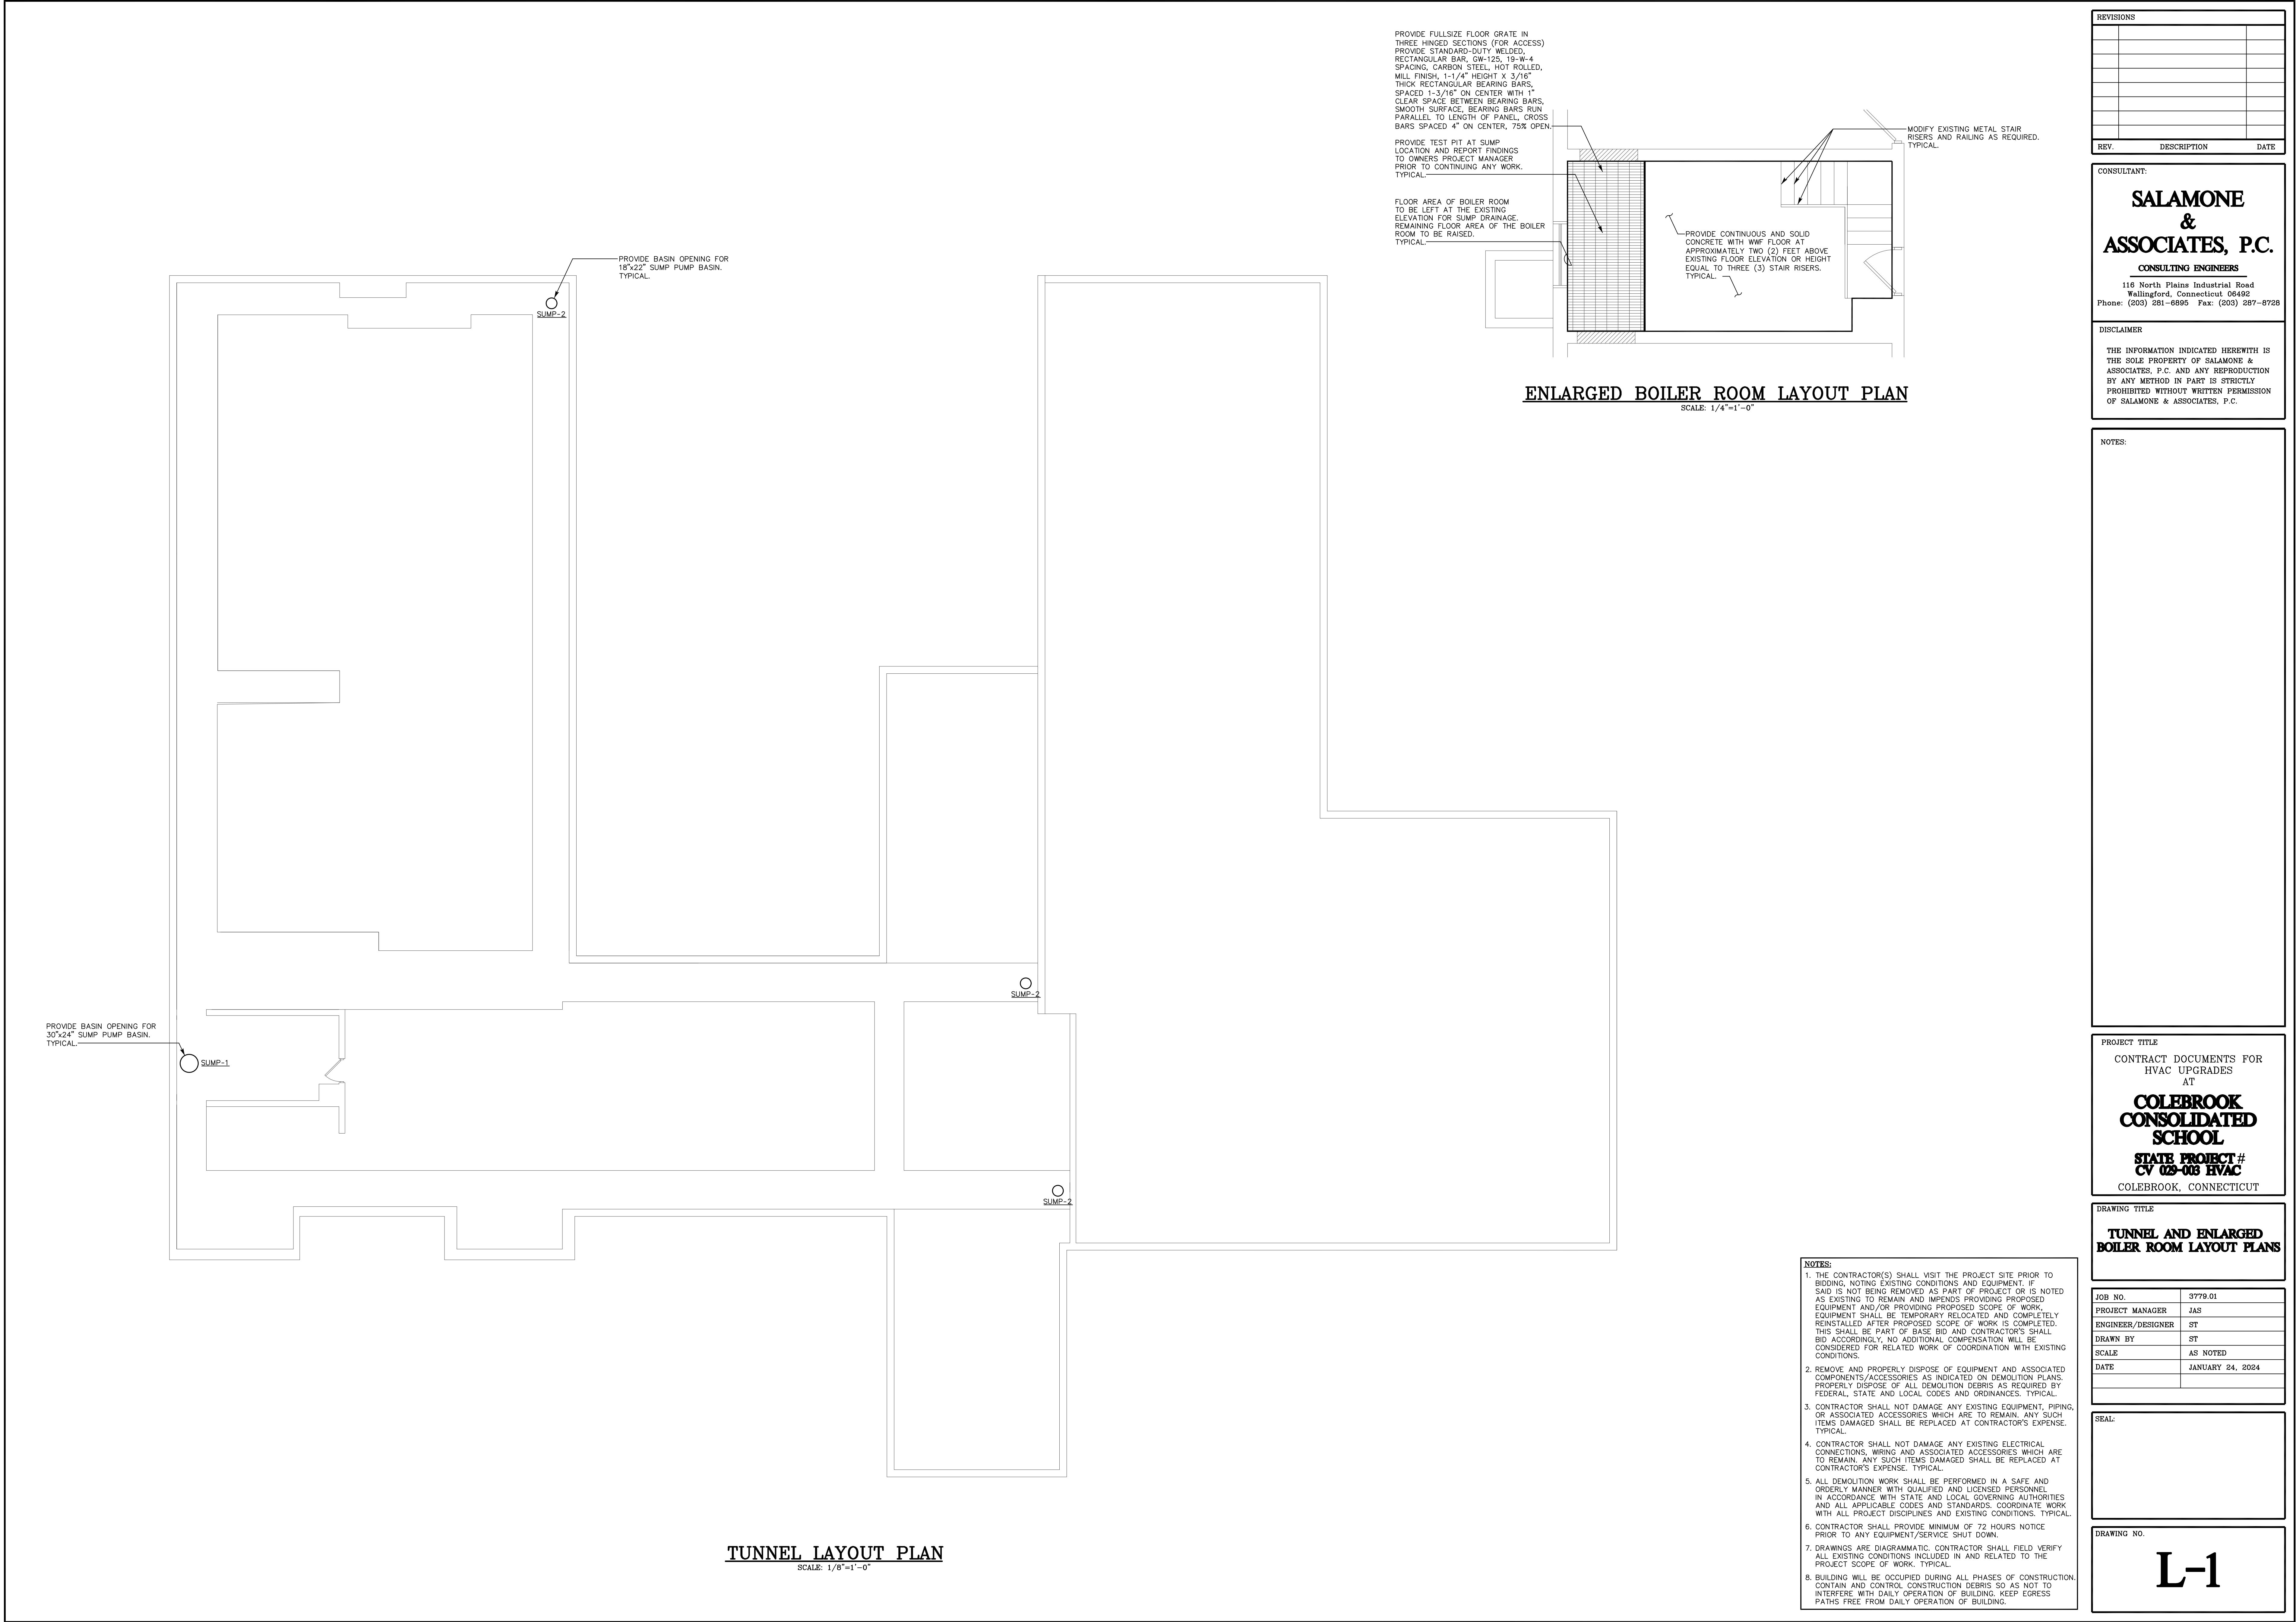 PROVIDE FULLSIZE FLOOR GRATE IN
THREE HINGED SECTIONS (FOR ACCESS)
PROVIDE STANDARD-DUTY WELDED,
RECTANGULAR BAR, GW-125, 19-W-4
SPACING, CARBON STEEL, HOT ROLLED,
MILL FINISH, 1-1/4" HEIGHT X 3/16"
THICK RECTANGULAR BEARING BARS,
SPACED 1-3/16" ON CENTER WITH 1"
CLEAR SPACE BETWEEN BEARING BARS,
SMOOTH SURFACE, BEARING BARS RUN
PARALLEL TO LENGTH OF PANEL, CROSS
BARS SPACED 4" ON CENTER, 75% OPEN.
PROVIDE TEST PIT AT SUMP
LOCATION AND REPORT FINDINGS
TO OWNERS PROJECT MANAGER
PRIOR TO CONTINUING ANY WORK.
TYPICAL.
FLOOR AREA OF BOILER ROOM
TO BE LEFT AT THE EXISTING
ELEVATION FOR SUMP DRAINAGE.
REMAINING FLOOR AREA OF THE BOILER
ROOM TO BE RAISED.
TYPICAL.
MODIFY EXISTING METAL STAIR
RISERS AND RAILING AS REQUIRED.
TYPICAL.
PROVIDE CONTINUOUS AND SOLID
CONCRETE WITH WWF FLOOR AT
APPROXIMATELY TWO (2) FEET ABOVE
EXISTING FLOOR ELEVATION OR HEIGHT
EQUAL TO THREE (3) STAIR RISERS.
TYPICAL.
ENLARGED BOILER ROOM LAYOUT PLAN
SCALE: 1/4"=1'-0"
PROVIDE BASIN OPENING FOR
18"x22" SUMP PUMP BASIN.
TYPICAL.
SUMP-2
SUMP-2
PROVIDE BASIN OPENING FOR
30"x24" SUMP PUMP BASIN.
TYPICAL.
SUMP-1
SUMP-2
TUNNEL LAYOUT PLAN
SCALE: 1/8"=1'-0"
NOTES:
1. THE CONTRACTOR(S) SHALL VISIT THE PROJECT SITE PRIOR TO
BIDDING, NOTING EXISTING CONDITIONS AND EQUIPMENT. IF
SAID IS NOT BEING REMOVED AS PART OF PROJECT OR IS NOTED
AS EXISTING TO REMAIN AND IMPENDS PROVIDING PROPOSED
EQUIPMENT AND/OR PROVIDING PROPOSED SCOPE OF WORK,
EQUIPMENT SHALL BE TEMPORARY RELOCATED AND COMPLETELY
REINSTALLED AFTER PROPOSED SCOPE OF WORK IS COMPLETED.
THIS SHALL BE PART OF BASE BID AND CONTRACTOR'S SHALL
BID ACCORDINGLY, NO ADDITIONAL COMPENSATION WILL BE
CONSIDERED FOR RELATED WORK OF COORDINATION WITH EXISTING
CONDITIONS.
2. REMOVE AND PROPERLY DISPOSE OF EQUIPMENT AND ASSOCIATED
COMPONENTS/ACCESSORIES AS INDICATED ON DEMOLITION PLANS.
PROPERLY DISPOSE OF ALL DEMOLITION DEBRIS AS REQUIRED BY
FEDERAL, STATE AND LOCAL CODES AND ORDINANCES. TYPICAL.
3. CONTRACTOR SHALL NOT DAMAGE ANY EXISTING EQUIPMENT, PIPING,
OR ASSOCIATED ACCESSORIES WHICH ARE TO REMAIN. ANY SUCH
ITEMS DAMAGED SHALL BE REPLACED AT CONTRACTOR'S EXPENSE.
TYPICAL.
4. CONTRACTOR SHALL NOT DAMAGE ANY EXISTING ELECTRICAL
CONNECTIONS, WIRING AND ASSOCIATED ACCESSORIES WHICH ARE
TO REMAIN. ANY SUCH ITEMS DAMAGED SHALL BE REPLACED AT
CONTRACTOR'S EXPENSE. TYPICAL.
5. ALL DEMOLITION WORK SHALL BE PERFORMED IN A SAFE AND
ORDERLY MANNER WITH QUALIFIED AND LICENSED PERSONNEL
IN ACCORDANCE WITH STATE AND LOCAL GOVERNING AUTHORITIES
AND ALL APPLICABLE CODES AND STANDARDS. COORDINATE WORK
WITH ALL PROJECT DISCIPLINES AND EXISTING CONDITIONS. TYPICAL.
6. CONTRACTOR SHALL PROVIDE MINIMUM OF 72 HOURS NOTICE
PRIOR TO ANY EQUIPMENT/SERVICE SHUT DOWN.
7. DRAWINGS ARE DIAGRAMMATIC. CONTRACTOR SHALL FIELD VERIFY
ALL EXISTING CONDITIONS INCLUDED IN AND RELATED TO THE
PROJECT SCOPE OF WORK. TYPICAL.
8. BUILDING WILL BE OCCUPIED DURING ALL PHASES OF CONSTRUCTION.
CONTAIN AND CONTROL CONSTRUCTION DEBRIS SO AS NOT TO
INTERFERE WITH DAILY OPERATION OF BUILDING. KEEP EGRESS
PATHS FREE FROM DAILY OPERATION OF BUILDING.
REVISIONS
REV. DESCRIPTION DATE
CONSULTANT:
SALAMONE
&
ASSOCIATES, P.C.
CONSULTING ENGINEERS
116 North Plains Industrial Road
Wallingford, Connecticut 06492
Phone: (203) 281-6895 Fax: (203) 287-8728
DISCLAIMER
THE INFORMATION INDICATED HEREWITH IS
THE SOLE PROPERTY OF SALAMONE &
ASSOCIATES, P.C. AND ANY REPRODUCTION
BY ANY METHOD IN PART IS STRICTLY
PROHIBITED WITHOUT WRITTEN PERMISSION
OF SALAMONE & ASSOCIATES, P.C.
NOTES:
PROJECT TITLE
CONTRACT DOCUMENTS FOR
HVAC UPGRADES
AT
COLEBROOK
CONSOLIDATED
SCHOOL
STATE PROJECT #
CV 029-003 HVAC
COLEBROOK, CONNECTICUT
DRAWING TITLE
TUNNEL AND ENLARGED
BOILER ROOM LAYOUT PLANS
JOB NO. 3779.01
PROJECT MANAGER JAS
ENGINEER/DESIGNER ST
DRAWN BY ST
SCALE AS NOTED
DATE JANUARY 24, 2024
SEAL:
DRAWING NO.
L-1